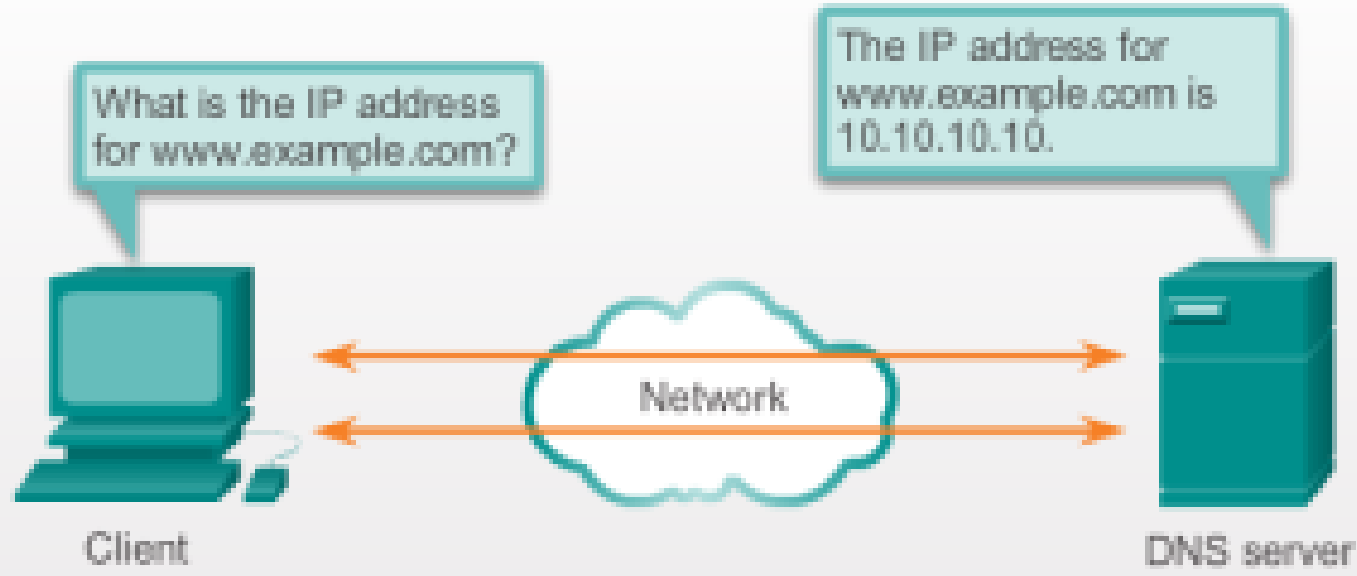 What is the IP address
for www.example.com?
The IP address for
www.example.com is
10.10.10.10.
Network
Client
DNS server